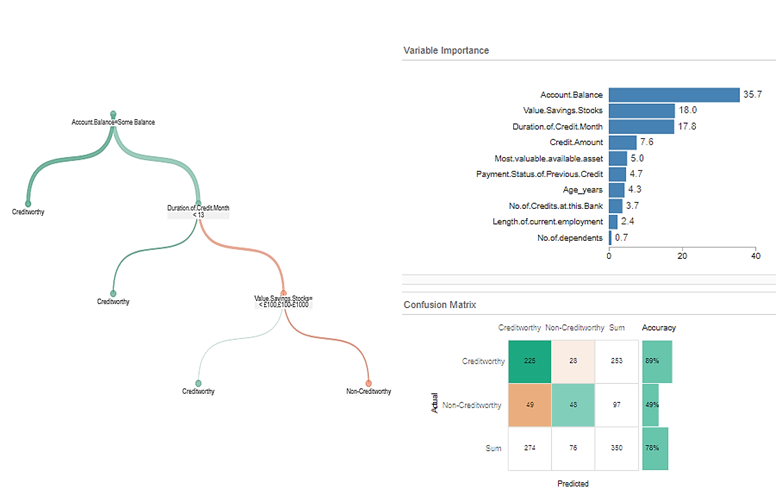 Variable Importance
Account.Balance 35.7
Value.Savings.Stocks 18.0
Duration.of.Credit.Month 17.8
Credit.Amount 7.6
Most.valuable.available.asset 5.0
Payment.Status.of.Previous.Credit 4.7
Age_years 4.3
No.of.Credits.at.this.Bank 3.7
Length.of.current.employment 2.4
No.of.dependents 0.7
0 20 40
Account.Balance=Some Balance
Creditworthy
Duration.of.Credit.Month
< 13
Creditworthy
Value.Savings.Stocks=
< £100,£100-£1000
Creditworthy
Non-Creditworthy
Confusion Matrix
Creditworthy Non-Creditworthy Sum Accuracy
Creditworthy 225 28 253 89%
Actual
Non-Creditworthy 49 48 97 49%
Sum 274 76 350 78%
Predicted